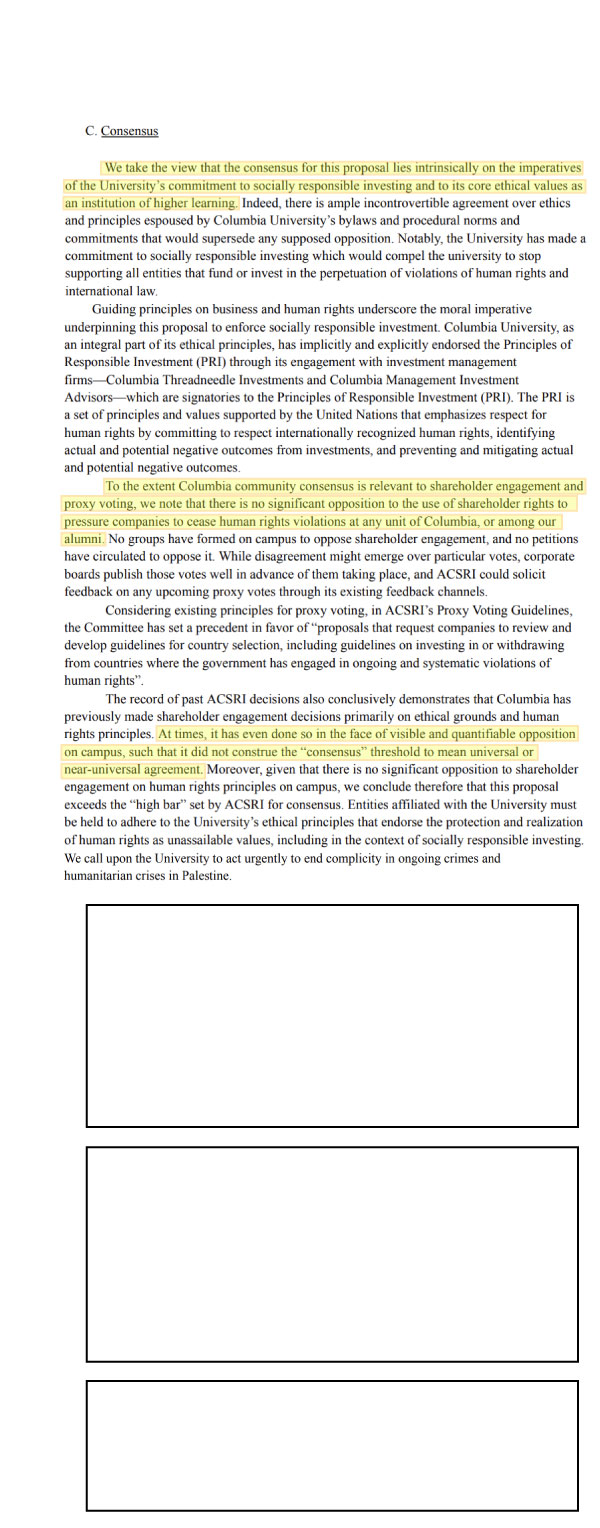 C. Consensus
We take the view that the consensus for this proposal lies intrinsically on the imperatives
of the University's commitment to socially responsible investing and to its core ethical values as
an institution of higher learning. Indeed, there is ample incontrovertible agreement over ethics
and principles espoused by Columbia University's bylaws and procedural norms and
commitments that would supersede any supposed opposition. Notably, the University has made a
commitment to socially responsible investing which would compel the university to stop
supporting all entities that fund or invest in the perpetuation of violations of human rights and
international law.
Guiding principles on business and human rights underscore the moral imperative
underpinning this proposal to enforce socially responsible investment. Columbia University, as
an integral part of its ethical principles, has implicitly and explicitly endorsed the Principles of
Responsible Investment (PRI) through its engagement with investment management
firms—Columbia Threadneedle Investments and Columbia Management Investment
Advisors—which are signatories to the Principles of Responsible Investment (PRI). The PRI is
a set of principles and values supported by the United Nations that emphasizes respect for
human rights by committing to respect internationally recognized human rights, identifying
actual and potential negative outcomes from investments, and preventing and mitigating actual
and potential negative outcomes.
To the extent Columbia community consensus is relevant to shareholder engagement and
proxy voting, we note that there is no significant opposition to the use of shareholder rights to
pressure companies to cease human rights violations at any unit of Columbia, or among our
alumni. No groups have formed on campus to oppose shareholder engagement, and no petitions
have circulated to oppose it. While disagreement might emerge over particular votes, corporate
boards publish those votes well in advance of them taking place, and ACSRI could solicit
feedback on any upcoming proxy votes through its existing feedback channels.
Considering existing principles for proxy voting, in ACSRI's Proxy Voting Guidelines,
the Committee has set a precedent in favor of “proposals that request companies to review and
develop guidelines for country selection, including guidelines on investing in or withdrawing
from countries where the government has engaged in ongoing and systematic violations of
human rights”.
The record of past ACSRI decisions also conclusively demonstrates that Columbia has
previously made shareholder engagement decisions primarily on ethical grounds and human
rights principles. At times, it has even done so in the face of visible and quantifiable opposition
on campus, such that it did not construe the “consensus” threshold to mean universal or
near-universal agreement. Moreover, given that there is no significant opposition to shareholder
engagement on human rights principles on campus, we conclude therefore that this proposal
exceeds the “high bar” set by ACSRI for consensus. Entities affiliated with the University must
be held to adhere to the University's ethical principles that endorse the protection and realization
of human rights as unassailable values, including in the context of socially responsible investing.
We call upon the University to act urgently to end complicity in ongoing crimes and
humanitarian crises in Palestine.